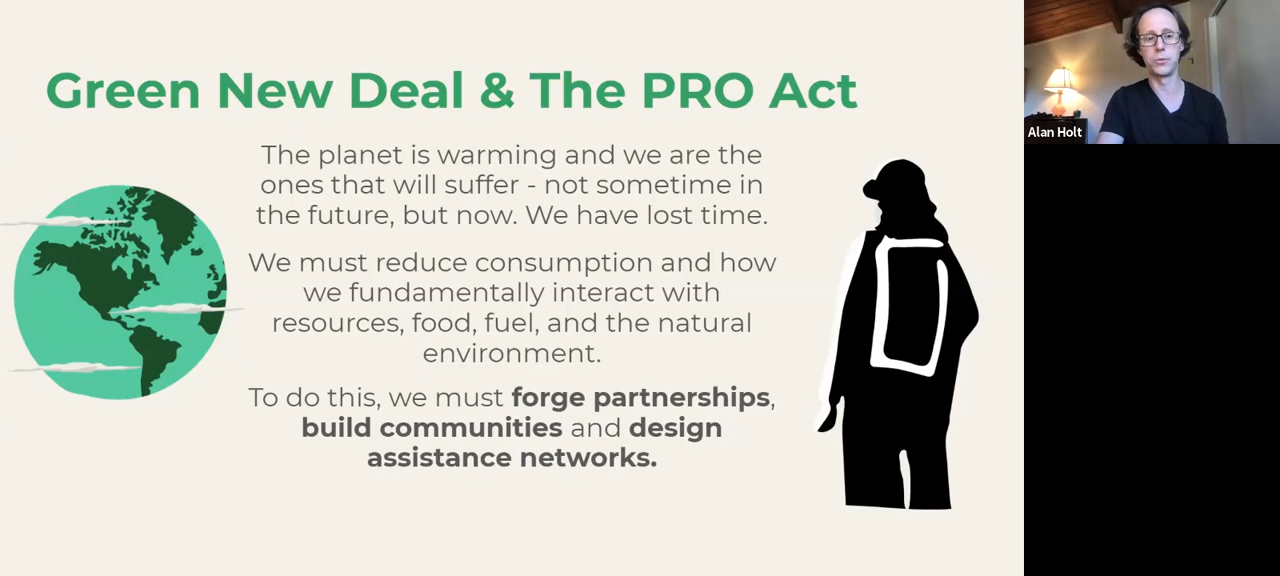 Green New Deal & The PRO Act
The planet is warming and we are the
ones that will suffer - not sometime in
the future, but now. We have lost time.
We must reduce consumption and how
we fundamentally interact with
resources, food, fuel, and the natural
environment.
To do this, we must forge partnerships,
build communities and design
assistance networks.
Alan Holt